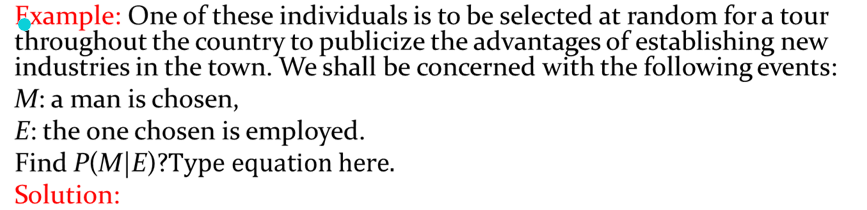 Example: One of these individuals is to be selected at random for a tour
throughout the country to publicize the advantages of establishing new
industries in the town. We shall be concerned with the following events:
M: a man is chosen,
E: the one chosen is employed.
Find P(M|E)?Type equation here.
Solution: